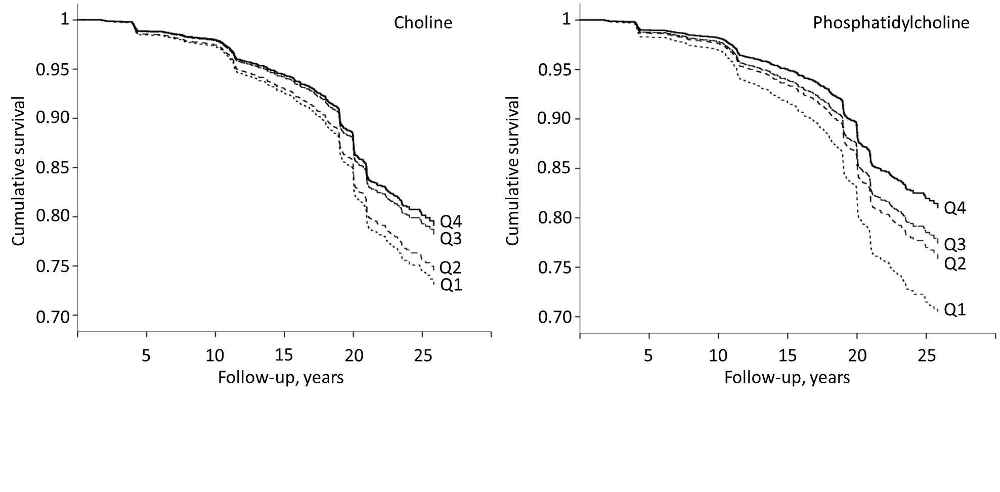 Choline
Cumulative survival
1
0.95
0.90
0.85
0.80
0.75
0.70
Q4
Q3
Q2
Q1
5 10 15 20 25
Follow-up, years
Phosphatidylcholine
Cumulative survival
1
0.95
0.90
0.85
0.80
0.75
0.70
Q4
Q3
Q2
Q1
5 10 15 20 25
Follow-up, years